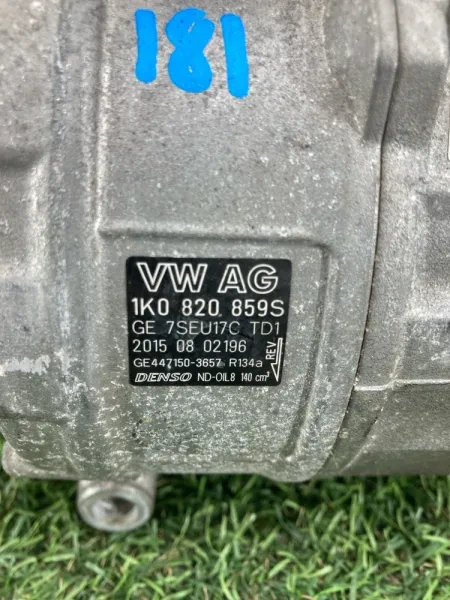 181
VW AG
1K0 820 859S
GE 7SEU17C TD1
2015 08 02196
GE447150-3657 R134a
DENSO ND-OIL8 140 cm³
REV